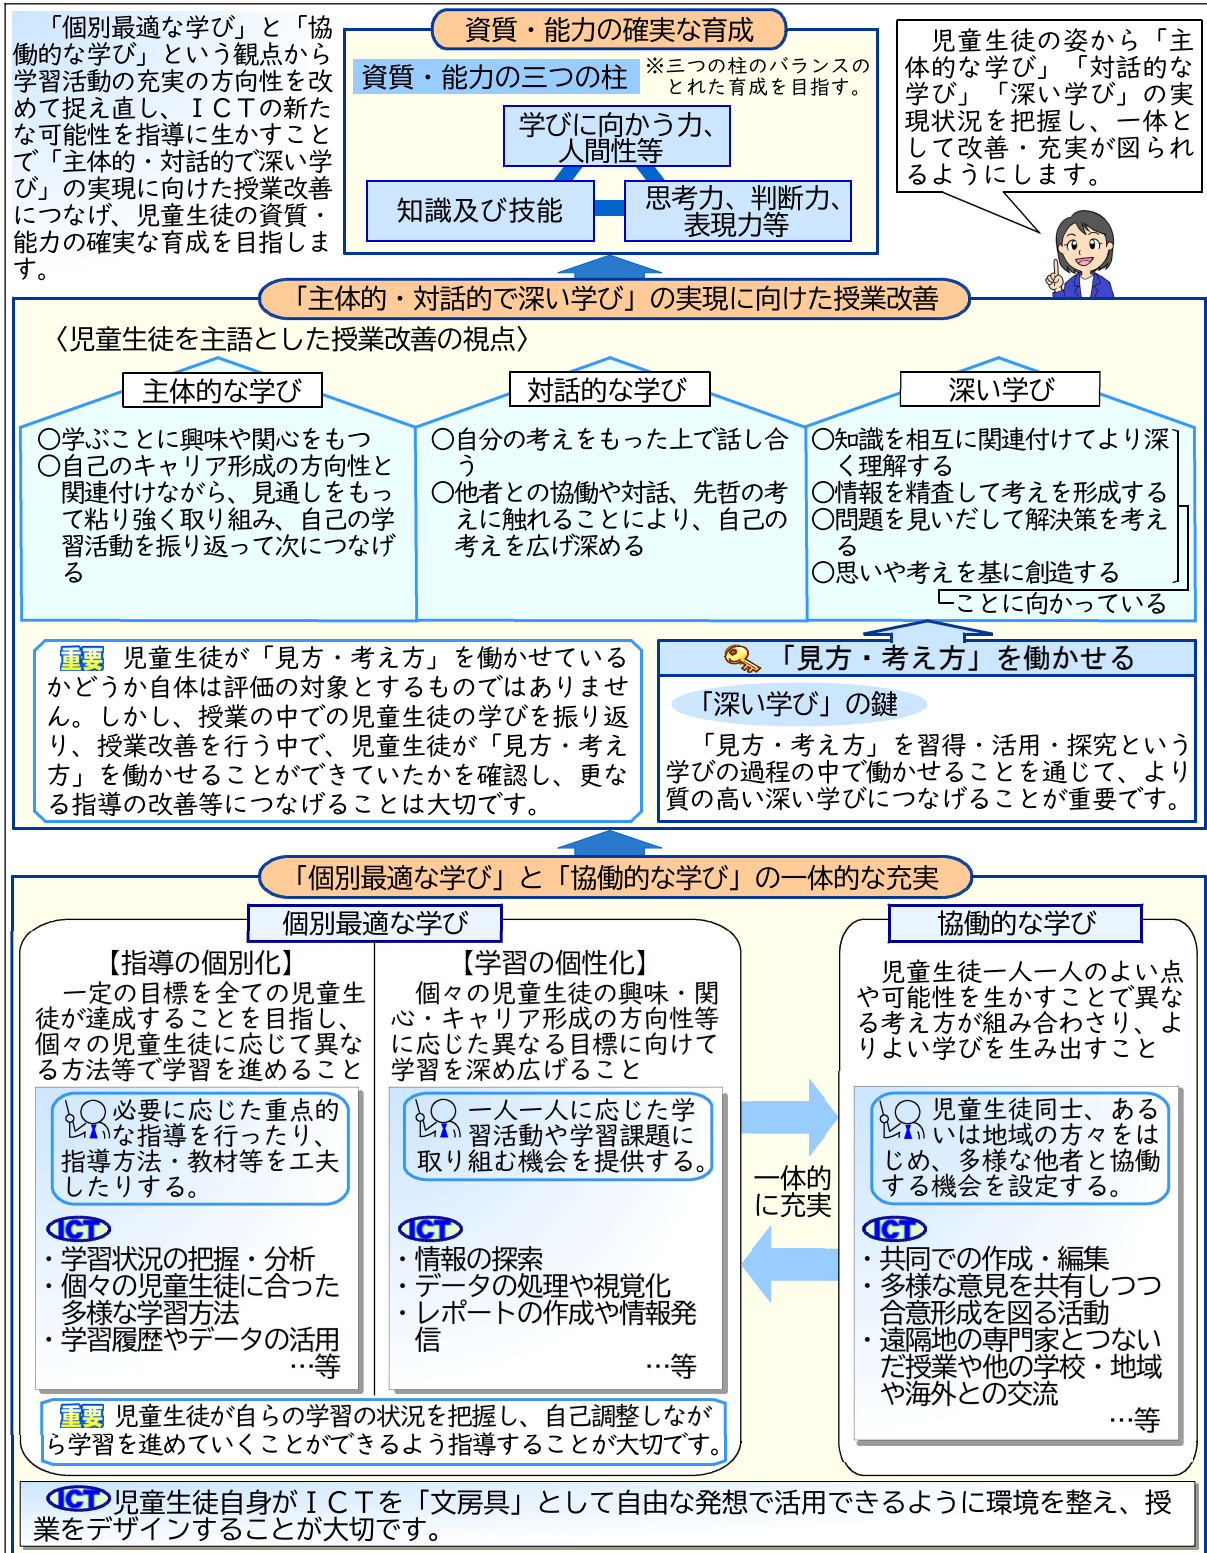 「個別最適な学び」と「協
働的な学び」という観点から
学習活動の充実の方向性を改
めて捉え直し、ＩＣＴの新た
な可能性を指導に生かすこと
で「主体的・対話的で深い学
び」の実現に向けた授業改善
につなげ、児童生徒の資質・
能力の確実な育成を目指しま
す。
資質・能力の確実な育成
資質・能力の三つの柱
※三つの柱のバランスの
とれた育成を目指す。
学びに向かう力、
人間性等
知識及び技能
思考力、判断力、
表現力等
児童生徒の姿から「主
体的な学び」「対話的な
学び」「深い学び」の実
現状況を把握し、一体と
して改善・充実が図られ
るようにします。
「主体的・対話的で深い学び」の実現に向けた授業改善
〈児童生徒を主語とした授業改善の視点〉
主体的な学び
○学ぶことに興味や関心をもつ
○自己のキャリア形成の方向性と
関連付けながら、見通しをもっ
て粘り強く取り組み、自己の学
習活動を振り返って次につなげ
る
対話的な学び
○自分の考えをもった上で話し合
う
○他者との協働や対話、先哲の考
えに触れることにより、自己の
考えを広げ深める
深い学び
○知識を相互に関連付けてより深
く理解する
○情報を精査して考えを形成する
○問題を見いだして解決策を考え
る
○思いや考えを基に創造する
ことに向かっている
重要 児童生徒が「見方・考え方」を働かせている
かどうか自体は評価の対象とするものではありませ
ん。しかし、授業の中での児童生徒の学びを振り返
り、授業改善を行う中で、児童生徒が「見方・考え
方」を働かせることができていたかを確認し、更な
る指導の改善等につなげることは大切です。
「見方・考え方」を働かせる
「深い学び」の鍵
「見方・考え方」を習得・活用・探究という
学びの過程の中で働かせることを通じて、より
質の高い深い学びにつなげることが重要です。
「個別最適な学び」と「協働的な学び」の一体的な充実
個別最適な学び
【指導の個別化】
一定の目標を全ての児童生
徒が達成することを目指し、
個々の児童生徒に応じて異な
る方法等で学習を進めること
必要に応じた重点的
な指導を行ったり、
指導方法・教材等を工夫
したりする。
ICT
・学習状況の把握・分析
・個々の児童生徒に合った
多様な学習方法
・学習履歴やデータの活用
…等
【学習の個性化】
個々の児童生徒の興味・関
心・キャリア形成の方向性等
に応じた異なる目標に向けて
学習を深め広げること
一人一人に応じた学
習活動や学習課題に
取り組む機会を提供する。
ICT
・情報の探索
・データの処理や視覚化
・レポートの作成や情報発
信
…等
重要 児童生徒が自らの学習の状況を把握し、自己調整しなが
ら学習を進めていくことができるよう指導することが大切です。
一体的
に充実
協働的な学び
児童生徒一人一人のよい点
や可能性を生かすことで異な
る考え方が組み合わさり、よ
りよい学びを生み出すこと
児童生徒同士、ある
いは地域の方々をは
じめ、多様な他者と協働
する機会を設定する。
ICT
・共同での作成・編集
・多様な意見を共有しつつ
合意形成を図る活動
・遠隔地の専門家とつない
だ授業や他の学校・地域
や海外との交流
…等
ICT 児童生徒自身がＩＣＴを「文房具」として自由な発想で活用できるように環境を整え、授
業をデザインすることが大切です。